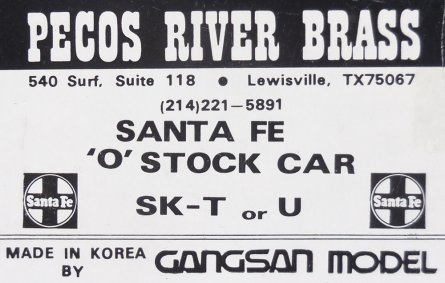 PECOS RIVER BRASS
540 Surf, Suite 118 • Lewisville, TX75067
(214)221-5891
SANTA FE
'O' STOCK CAR
SK-T or U
Santa Fe
Santa Fe
MADE IN KOREA
BY
GANGSAN MODEL